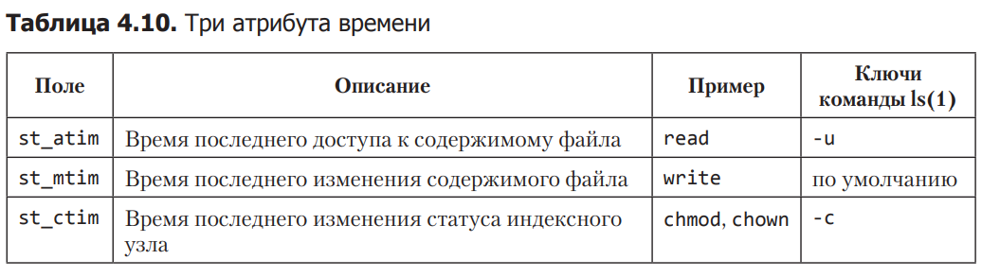 Таблица 4.10. Три атрибута времени
Поле Описание Пример Ключи
команды ls(1)
st_atim Время последнего доступа к содержимому файла read -u
st_mtim Время последнего изменения содержимого файла write по умолчанию
st_ctim Время последнего изменения статуса индексного chmod, chown -c
узла